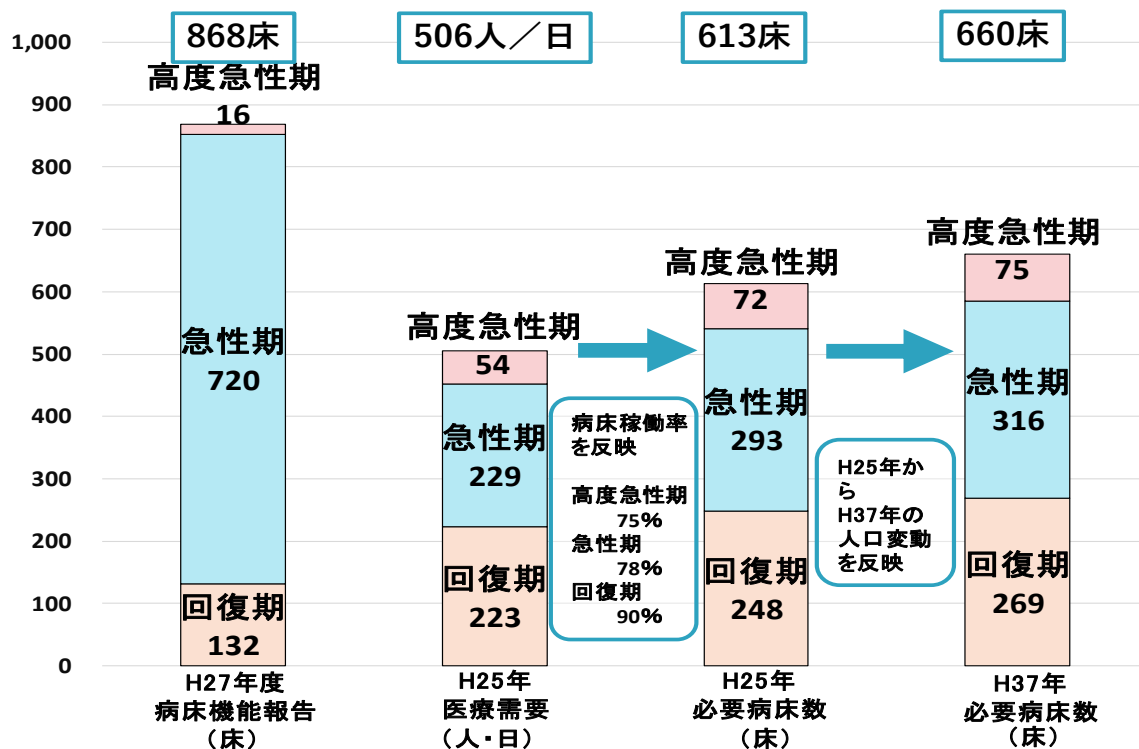 868床
506人／日
613床
660床
1,000
900
800
700
600
500
400
300
200
100
0
高度急性期
16
急性期
720
回復期
132
高度急性期
54
急性期
229
回復期
223
病床稼働率
を反映
高度急性期
75%
急性期
78%
回復期
90%
高度急性期
72
急性期
293
回復期
248
H25年か
ら
H37年の
人口変動
を反映
高度急性期
75
急性期
316
回復期
269
H27年度
病床機能報告
（床）
H25年
医療需要
（人・日）
H25年
必要病床数
（床）
H37年
必要病床数
（床）